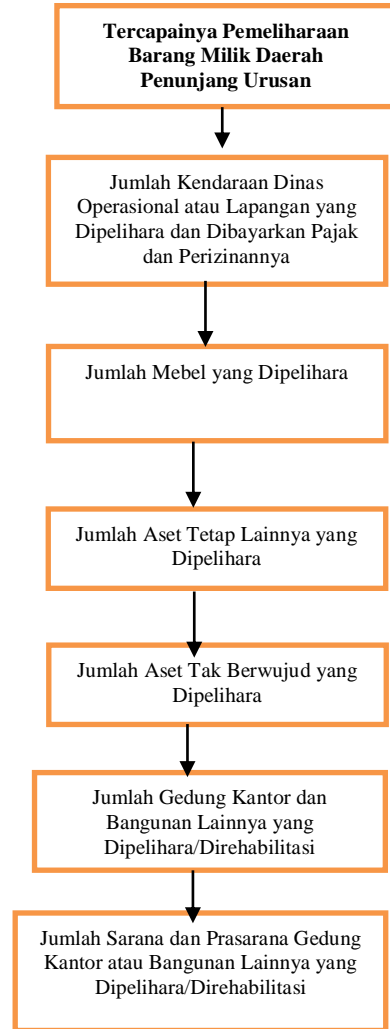 Tercapainya Pemeliharaan
Barang Milik Daerah
Penunjang Urusan
Jumlah Kendaraan Dinas
Operasional atau Lapangan yang
Dipelihara dan Dibayarkan Pajak
dan Perizinannya
Jumlah Mebel yang Dipelihara
Jumlah Aset Tetap Lainnya yang
Dipelihara
Jumlah Aset Tak Berwujud yang
Dipelihara
Jumlah Gedung Kantor dan
Bangunan Lainnya yang
Dipelihara/Direhabilitasi
Jumlah Sarana dan Prasarana Gedung
Kantor atau Bangunan Lainnya yang
Dipelihara/Direhabilitasi